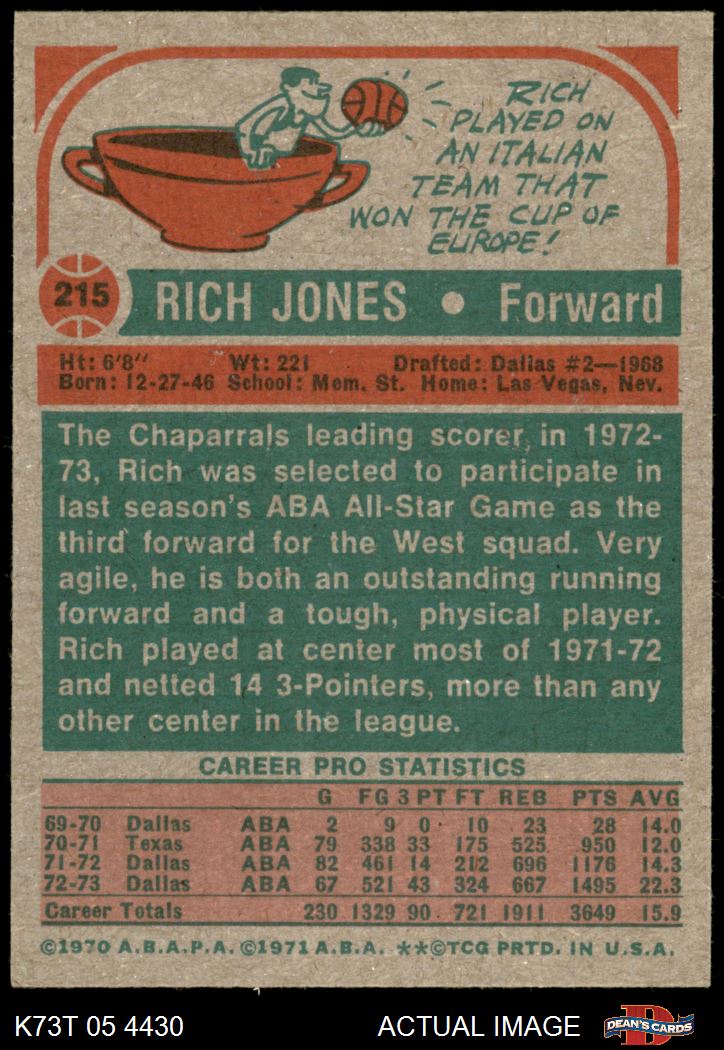 RICH
PLAYED ON
AN ITALIAN
TEAM THAT
WON THE CUP OF
EUROPE!
215 RICH JONES • Forward
Ht: 6'8" Wt: 221 Drafted: Dallas #2—1968
Born: 12-27-46 School: Mem. St. Home: Las Vegas, Nev.
The Chaparrals leading scorer in 1972-
73, Rich was selected to participate in
last season's ABA All-Star Game as the
third forward for the West squad. Very
agile, he is both an outstanding running
forward and a tough, physical player.
Rich played at center most of 1971-72
and netted 14 3-Pointers, more than any
other center in the league.
CAREER PRO STATISTICS
G FG 3 PT FT REB PTS AVG
69-70 Dallas ABA 2 9 0 10 23 28 14.0
70-71 Texas ABA 79 338 33 175 525 950 12.0
71-72 Dallas ABA 82 461 14 212 696 1176 14.3
72-73 Dallas ABA 67 521 43 324 667 1495 22.3
Career Totals 230 1329 90 721 1911 3649 15.9
©1970 A.B.A.P.A. ©1971 A.B.A. **©TCG PRTD. IN U.S.A.
K73T 05 4430 ACTUAL IMAGE D DEAN'S CARDS